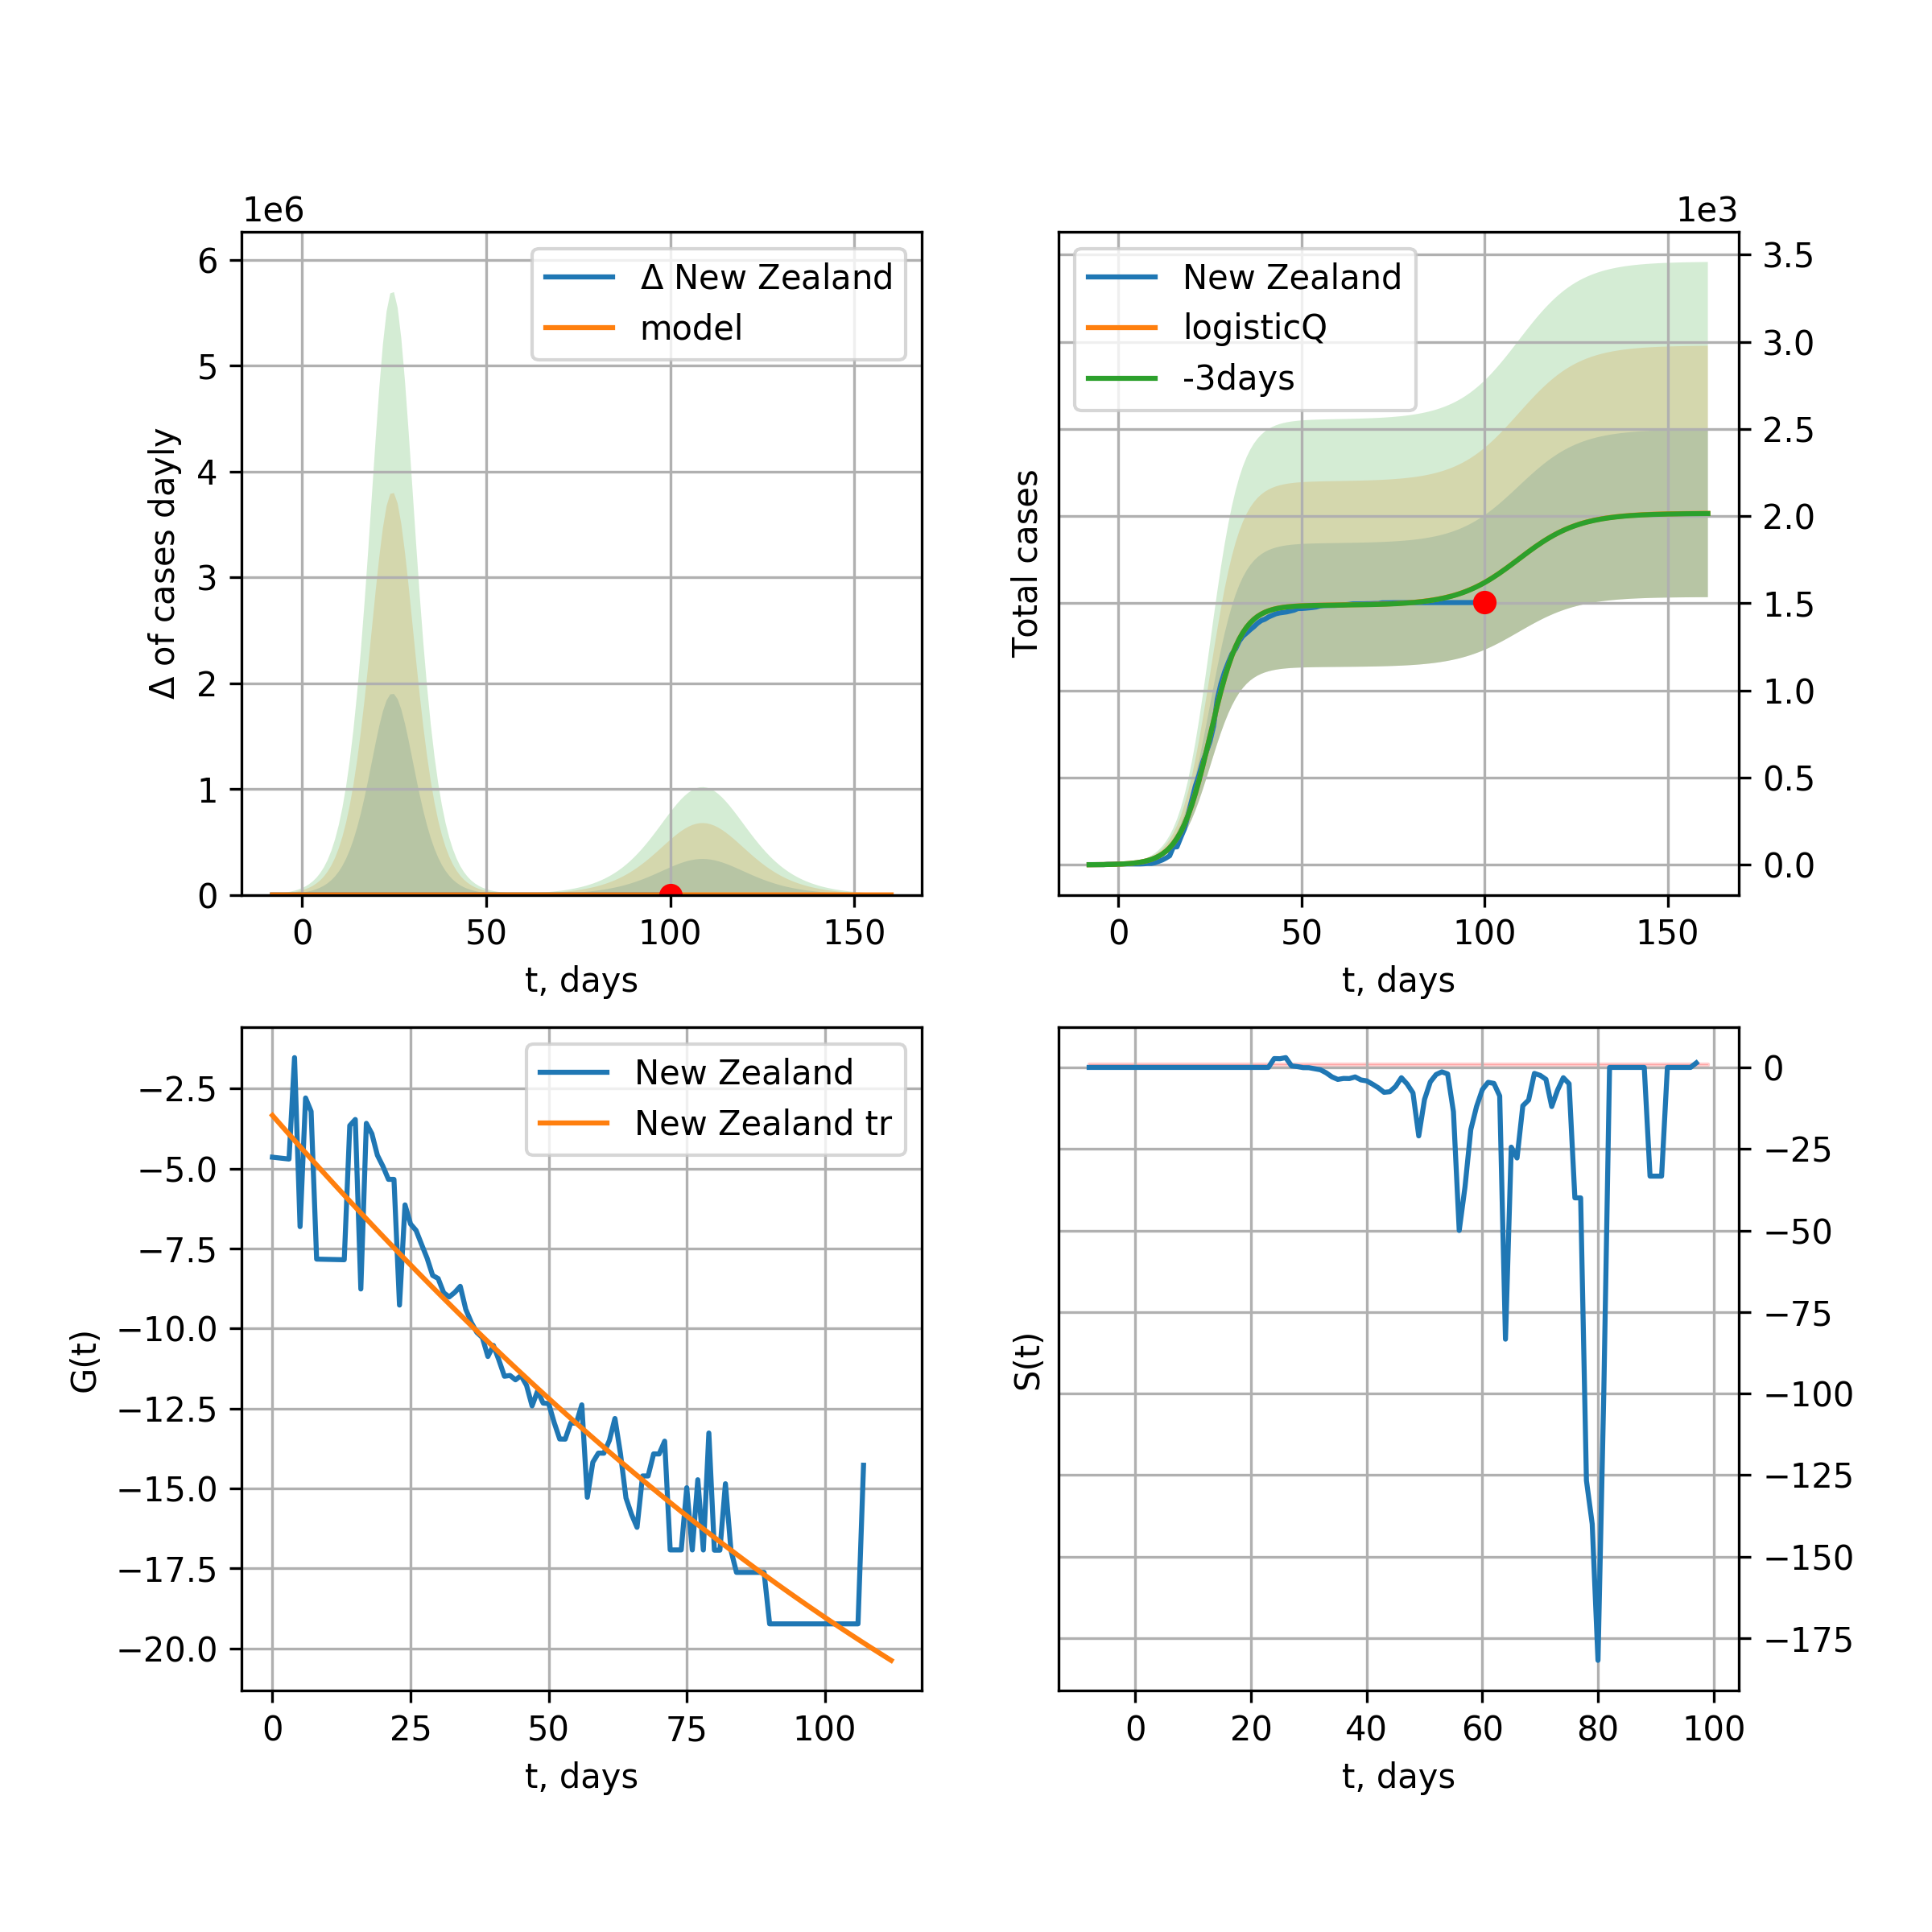 1e6
Δ New Zealand
model
6
5
4
3
2
1
0
Δ of cases dayly
0 50 100 150
t, days
1e3
New Zealand
logisticQ
-3days
3.5
3.0
2.5
2.0
1.5
1.0
0.5
0.0
Total cases
0 50 100 150
t, days
New Zealand
New Zealand tr
−2.5
−5.0
−7.5
−10.0
−12.5
−15.0
−17.5
−20.0
G(t)
0 25 50 75 100
t, days
0
−25
−50
−75
−100
−125
−150
−175
S(t)
0 20 40 60 80 100
t, days